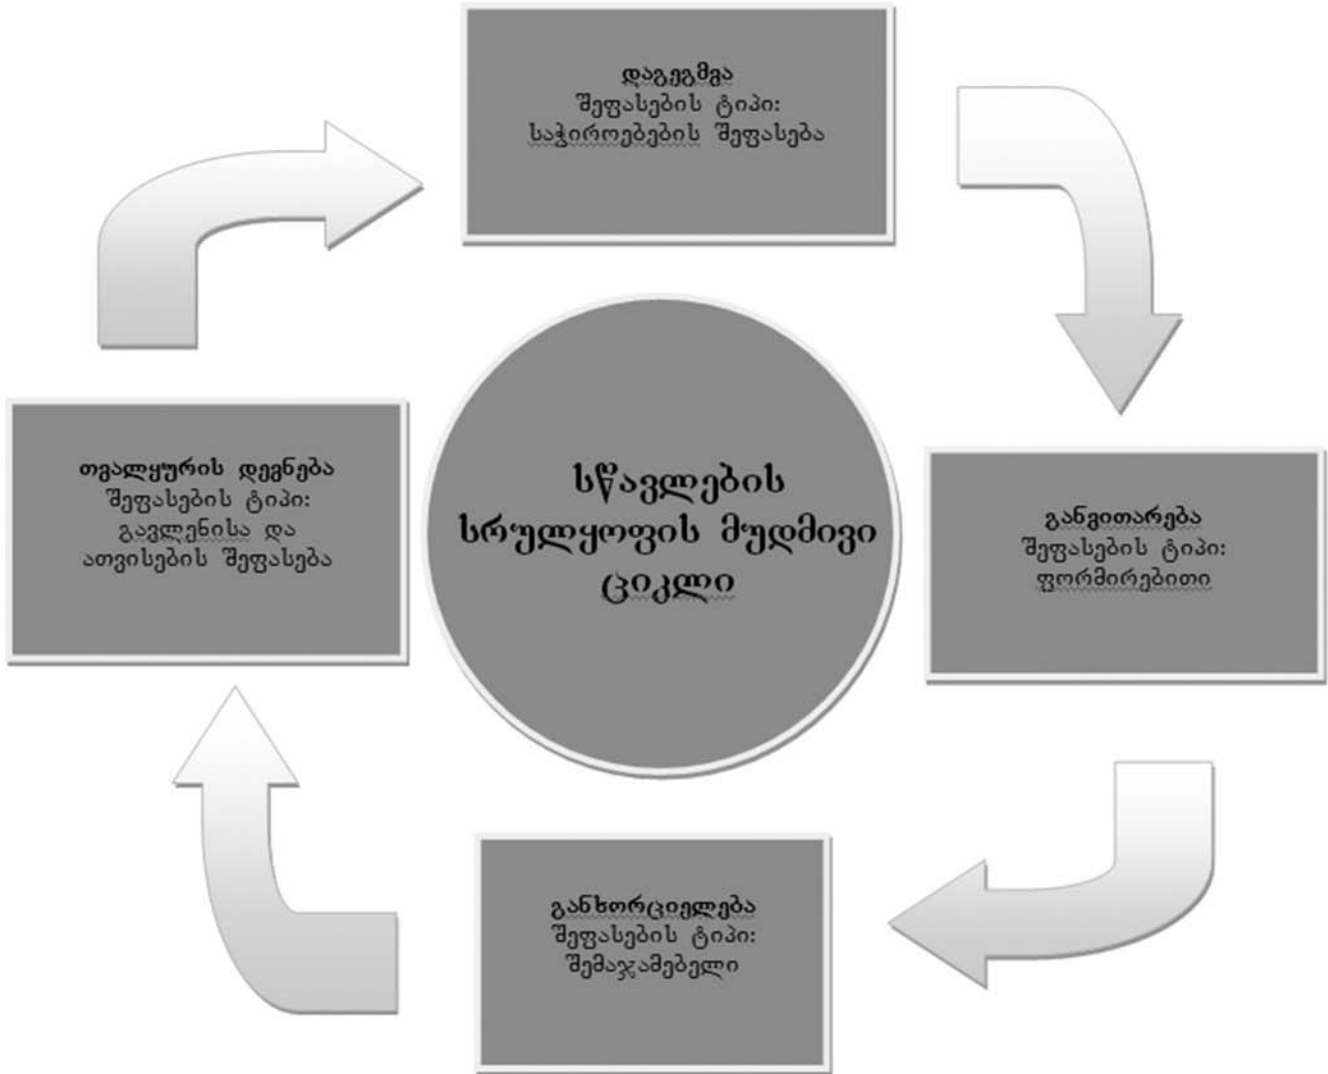 დაგეგმვა
შეფასების ტიპი:
საჭიროებების შეფასება
თვალყურის დევნება
შეფასების ტიპი:
გავლენისა და
ათვისების შეფასება
სწავლების
სრულყოფის მუდმივი
ციკლი
განვითარება
შეფასების ტიპი:
ფორმირებითი
განხორციელება
შეფასების ტიპი:
შემაჯამებელი